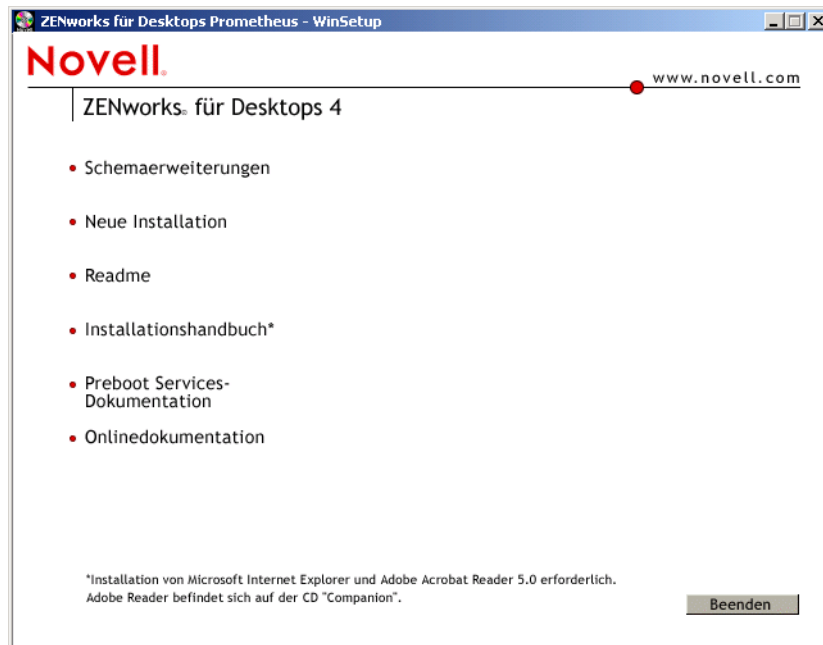 ZENworks für Desktops Prometheus - WinSetup
Novell®
www.novell.com
ZENworks® für Desktops 4
Schemaerweiterungen
Neue Installation
Readme
Installationshandbuch*
Preboot Services-
Dokumentation
Onlinedokumentation
*Installation von Microsoft Internet Explorer und Adobe Acrobat Reader 5.0 erforderlich.
Adobe Reader befindet sich auf der CD "Companion".
Beenden